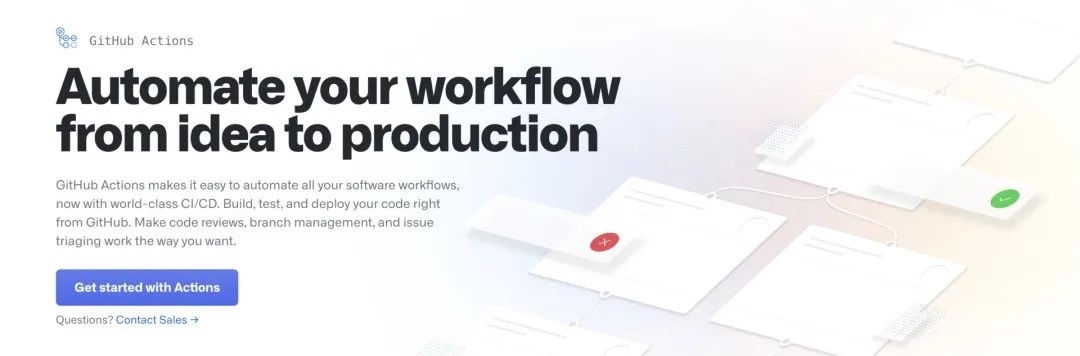 GitHub Actions
Automate your workflow
from idea to production
GitHub Actions makes it easy to automate all your software workflows,
now with world-class CI/CD. Build, test, and deploy your code right
from GitHub. Make code reviews, branch management, and issue
triaging work the way you want.
Get started with Actions
Questions? Contact Sales →